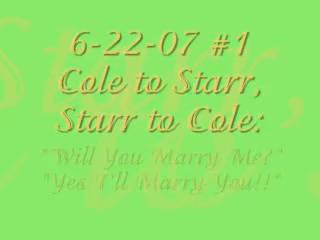 6-22-07 #1
Cole to Starr,
Starr to Cole:
"Will You Marry Me?"
"Yes I'll Marry You!!"